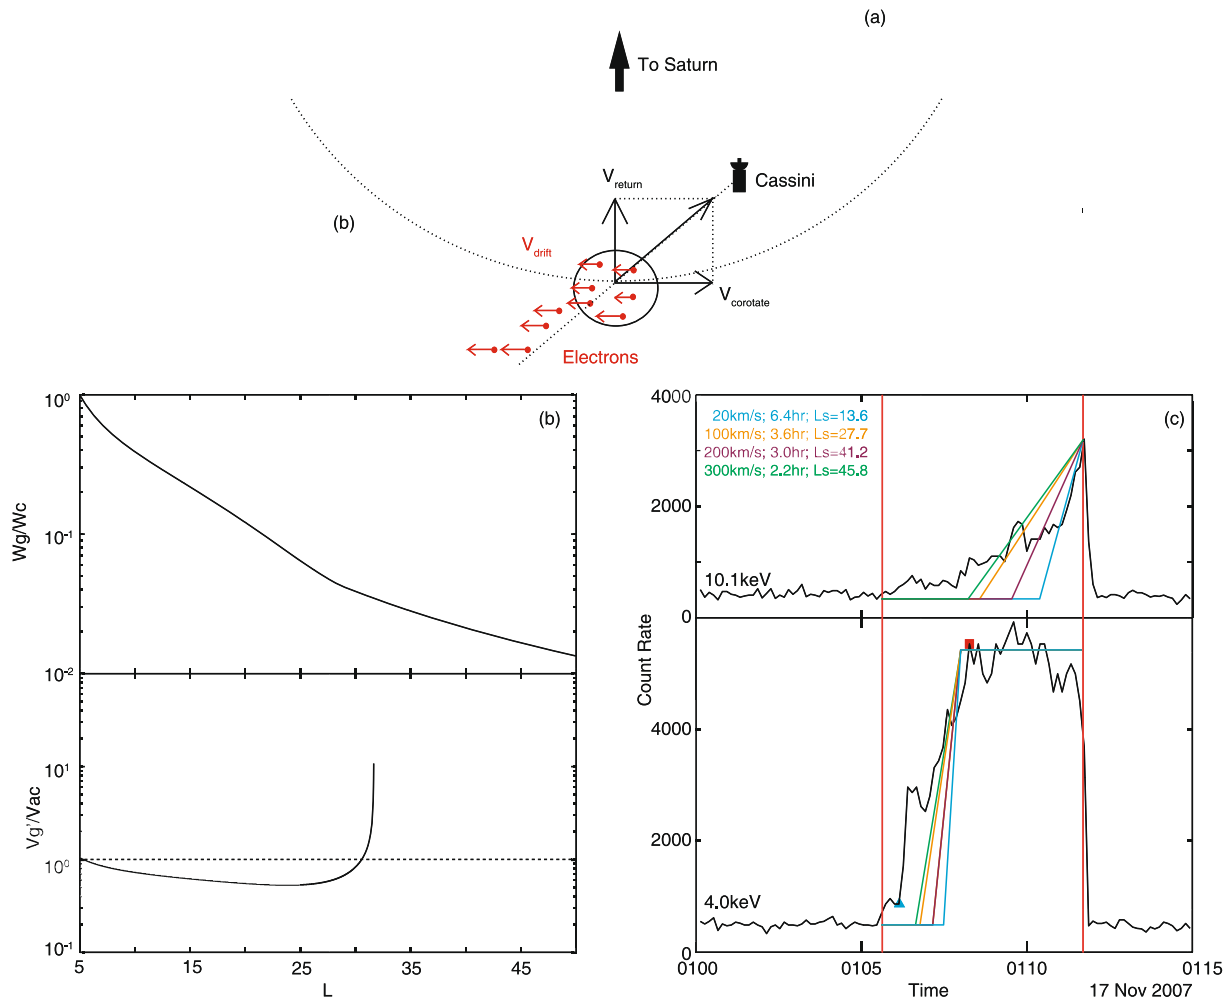 (a)
To Saturn
V return
Cassini
(b)
V drift
V corotate
Electrons
10⁰
(b)
Wg/Wc
10⁻¹
10⁻²
10¹
Vg'/Vac
10⁰
10⁻¹
5 15 25 35 45
L
4000
(c)
20km/s; 6.4hr; Ls=13.6
100km/s; 3.6hr; Ls=27.7
200km/s; 3.0hr; Ls=41.2
300km/s; 2.2hr; Ls=45.8
2000
10.1keV
0
Count Rate
4000
2000
4.0keV
0
0100 0105 0110 0115
Time
17 Nov 2007